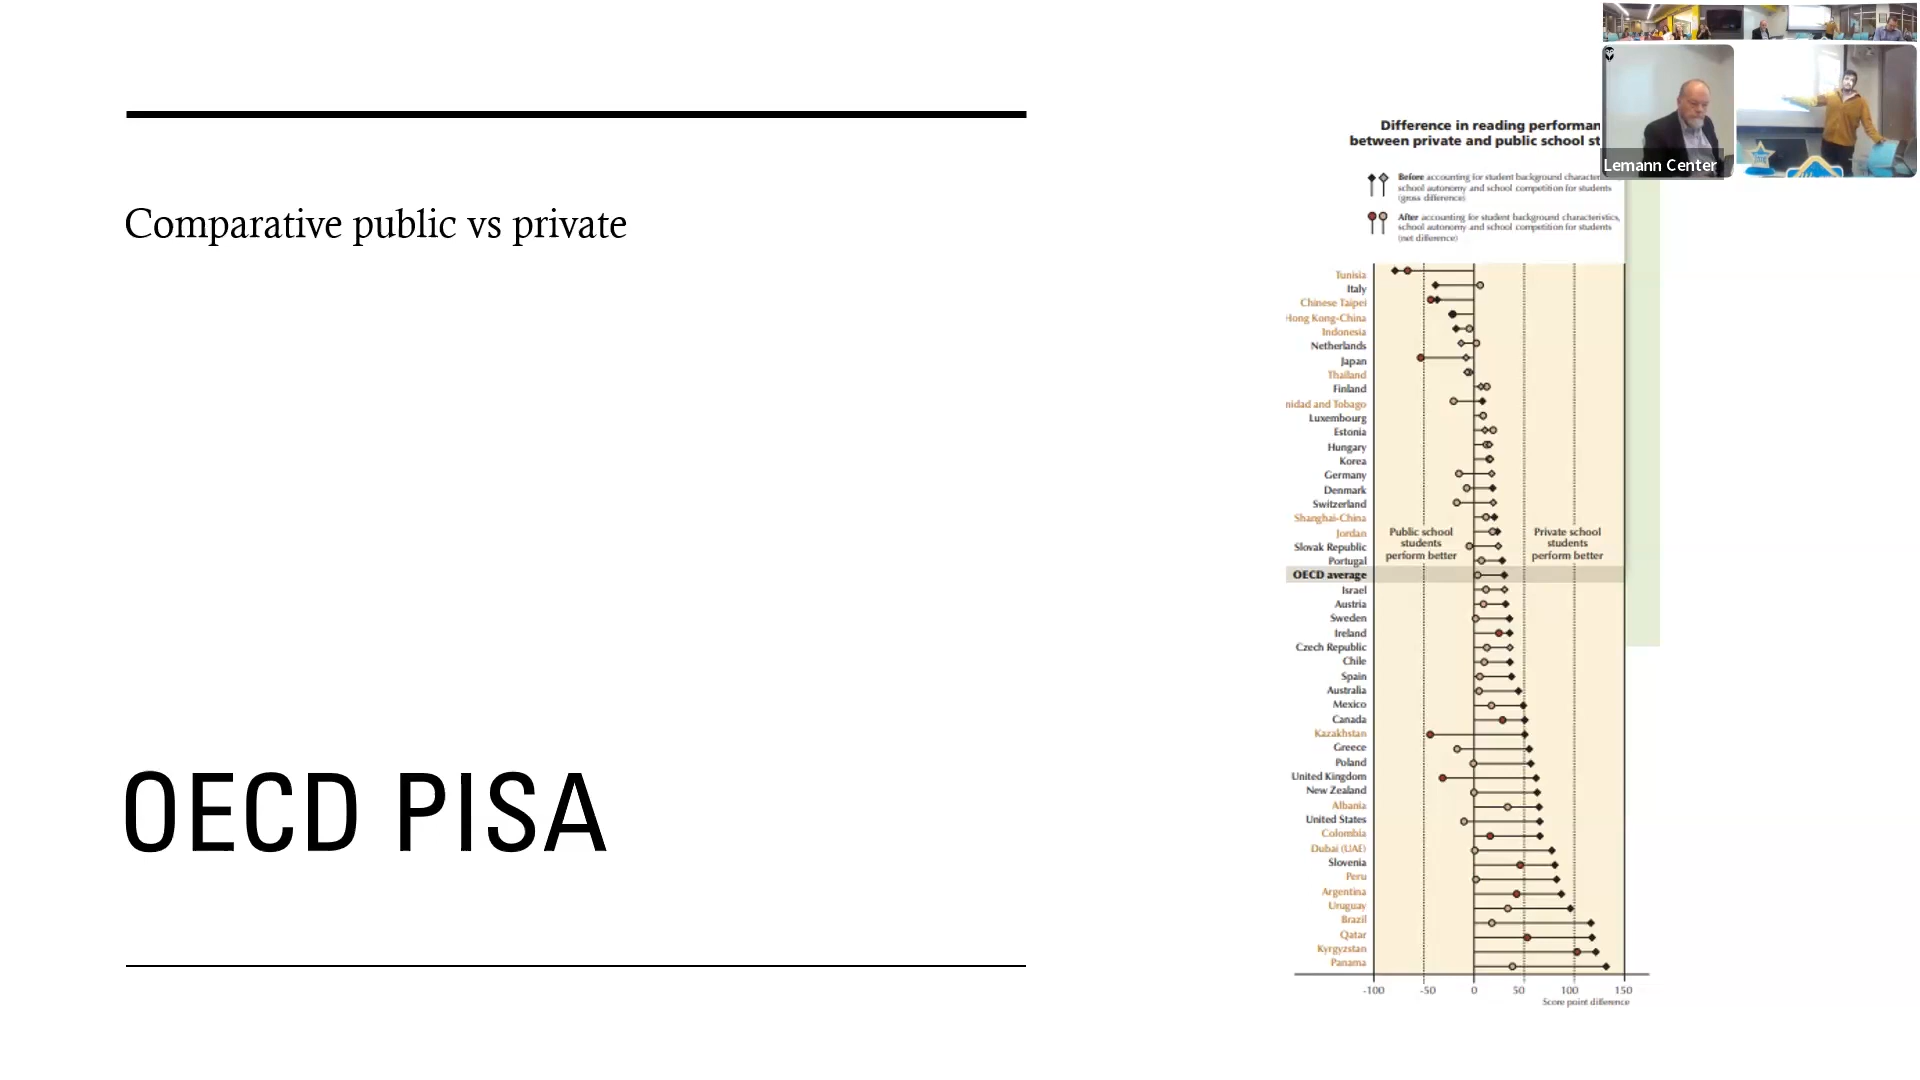 Comparative public vs private
OECD PISA
Difference in reading
between private and public school
Before accounting for student background
school autonomy and school competition for students
(gross difference)
After accounting for student background characteristics,
school autonomy and school competition for students
(net difference)
Tunisia
Italy
Chinese Taipei
Hong Kong-China
Indonesia
Netherlands
Japan
Thailand
Finland
and Tobago
Luxembourg
Estonia
Hungary
Korea
Germany
Denmark
Switzerland
Shanghai-China
Jordan
Slovak Republic
Portugal
OECD average
Israel
Austria
Sweden
Ireland
Czech Republic
Chile
Spain
Australia
Mexico
Canada
Kazakhstan
Greece
Poland
United Kingdom
New Zealand
Albania
United States
Colombia
Dubai (UAE)
Slovenia
Peru
Argentina
Uruguay
Brazil
Qatar
Kyrgyzstan
Panama
Public school
students
perform better
Private school
students
perform better
-100 -50 0 50 100 150
Score point difference
Lemann Center